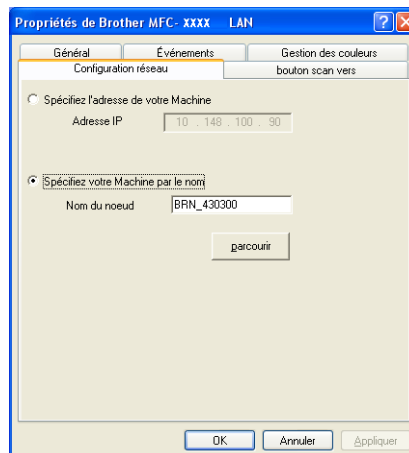 Propriétés de Brother MFC- XXXX LAN
Général Événements Gestion des couleurs
Configuration réseau bouton scan vers
Spécifiez l'adresse de votre Machine
Adresse IP 10 . 148 . 100 . 90
Spécifiez votre Machine par le nom
Nom du noeud BRN_430300
parcourir
OK Annuler Appliquer